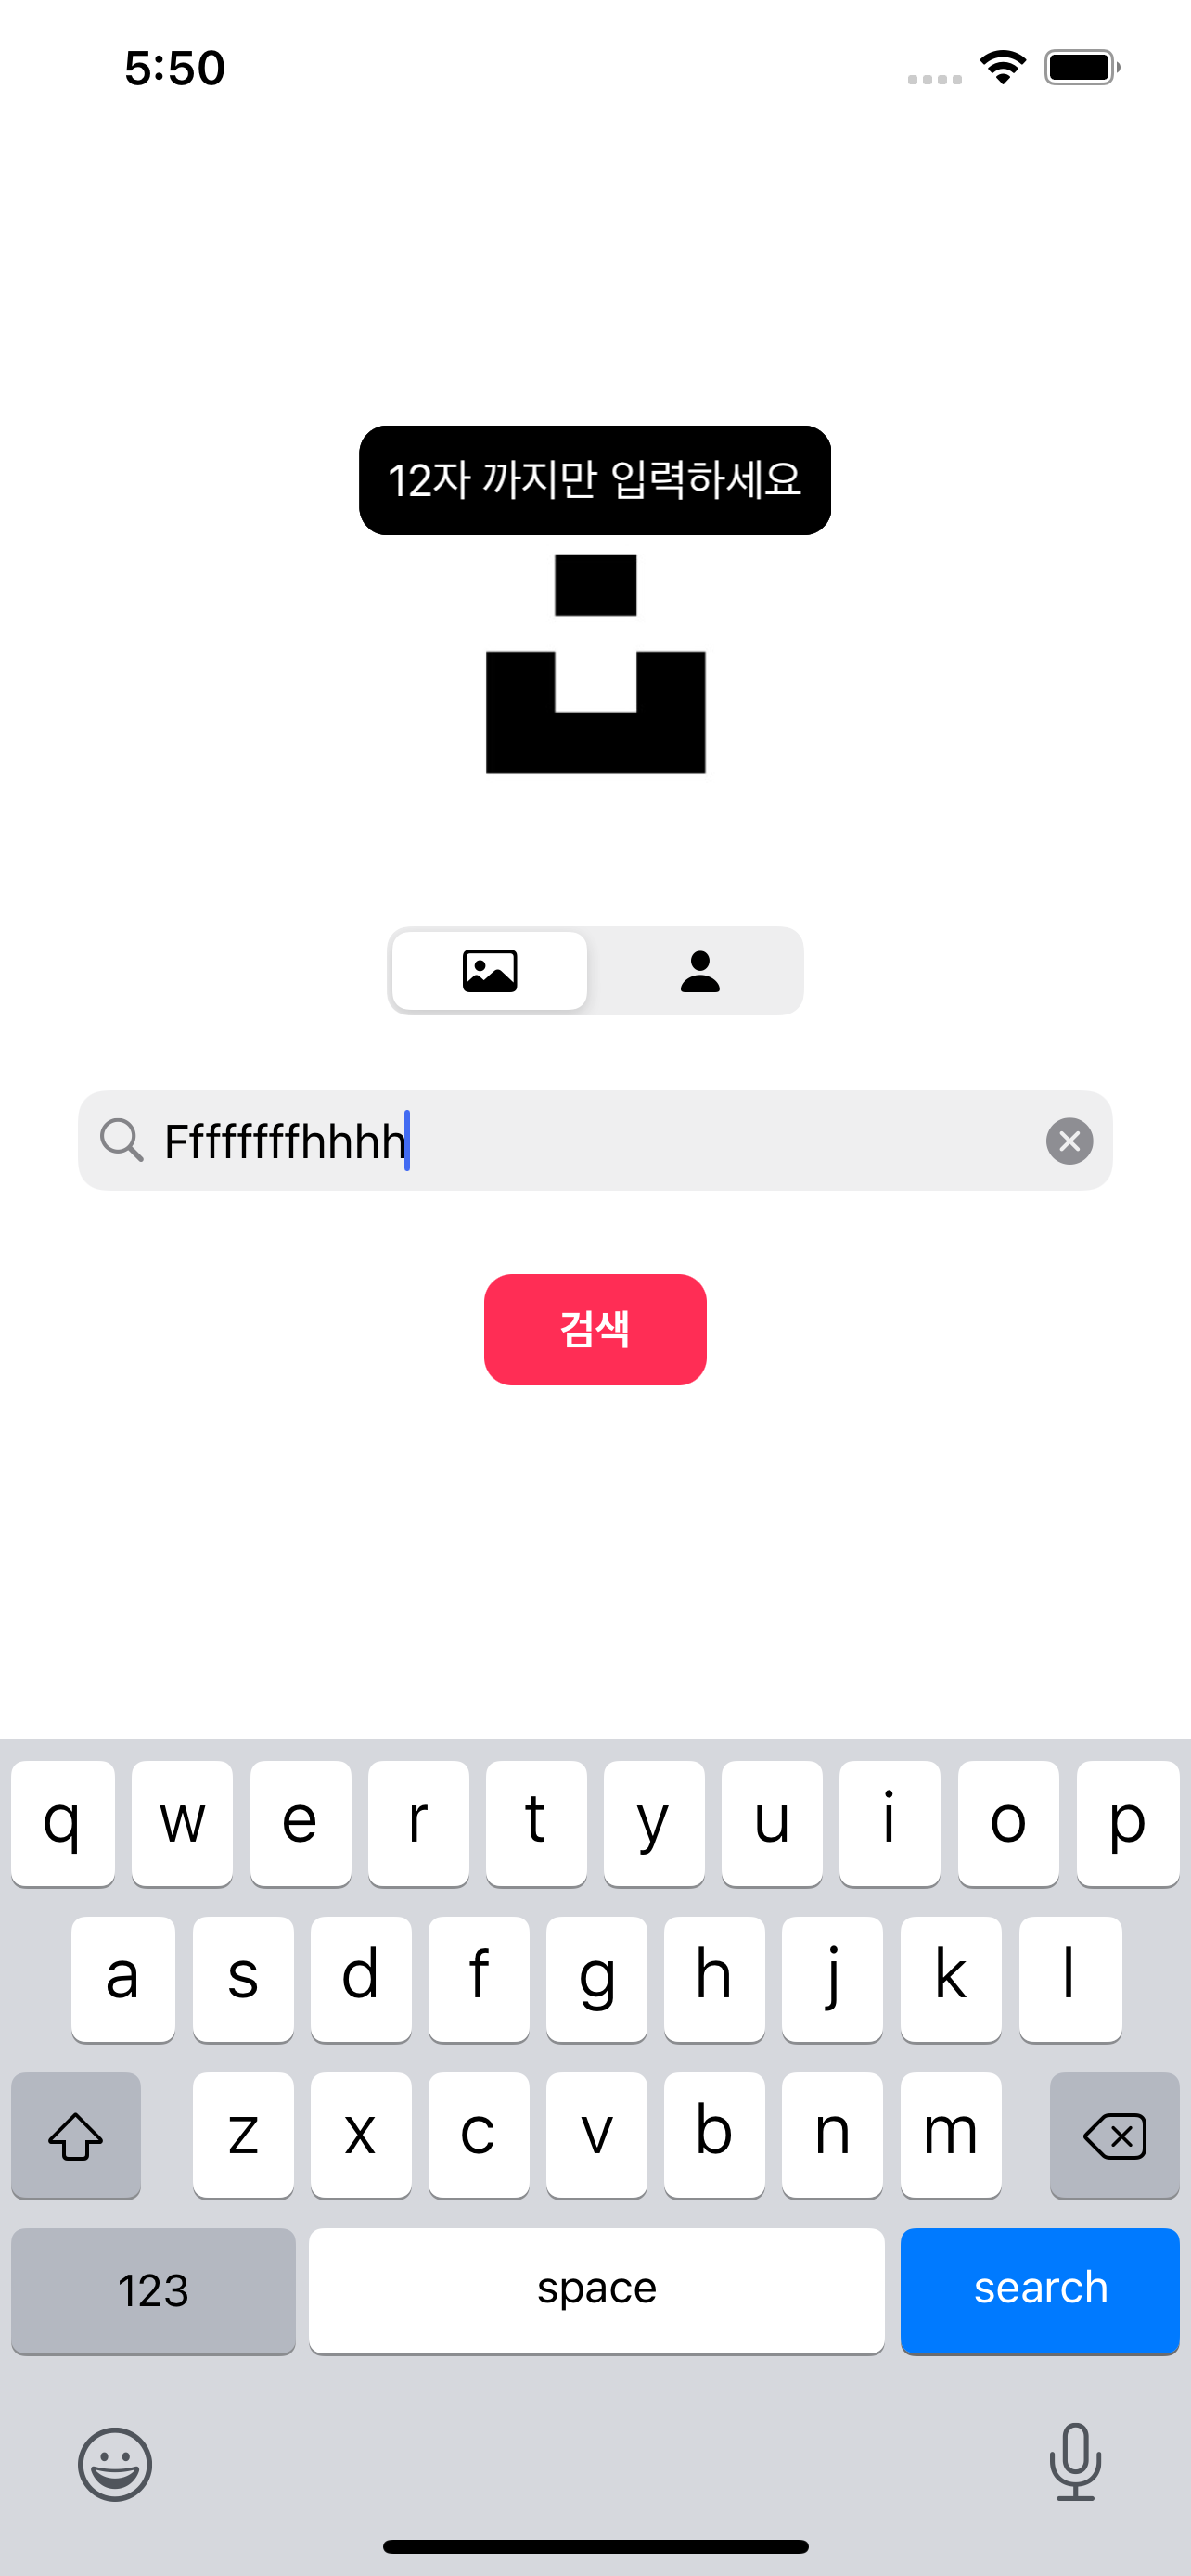 5:50
12자 까지만 입력하세요
Ffffffffhhhh
검색
q w e r t y u i o p
a s d f g h j k l
z x c v b n m
123 space search